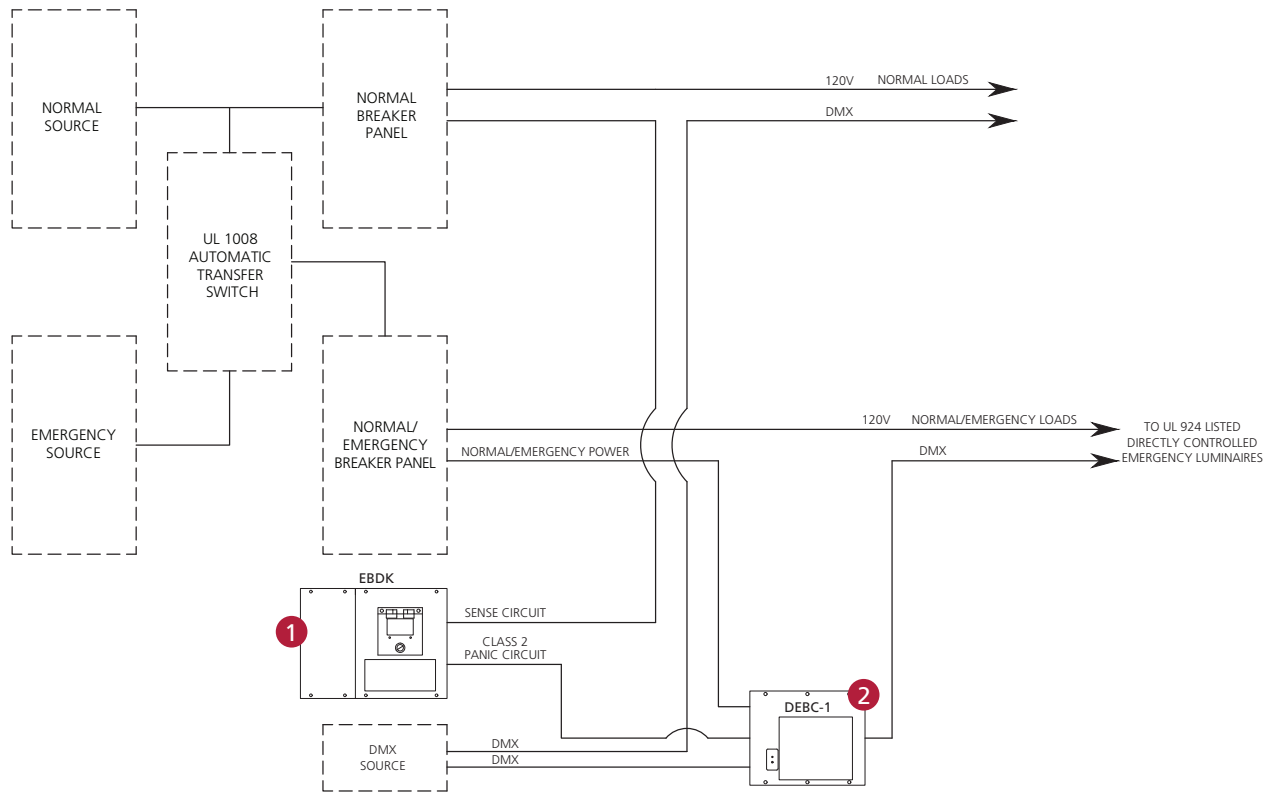 NORMAL
SOURCE
NORMAL
BREAKER
PANEL
120V NORMAL LOADS
DMX
UL 1008
AUTOMATIC
TRANSFER
SWITCH
EMERGENCY
SOURCE
NORMAL/
EMERGENCY
BREAKER PANEL
120V NORMAL/EMERGENCY LOADS
NORMAL/EMERGENCY POWER
DMX
TO UL 924 LISTED
DIRECTLY CONTROLLED
EMERGENCY LUMINAIRES
EBDK
1
SENSE CIRCUIT
CLASS 2
PANIC CIRCUIT
2
DEBC-1
DMX
SOURCE
DMX
DMX